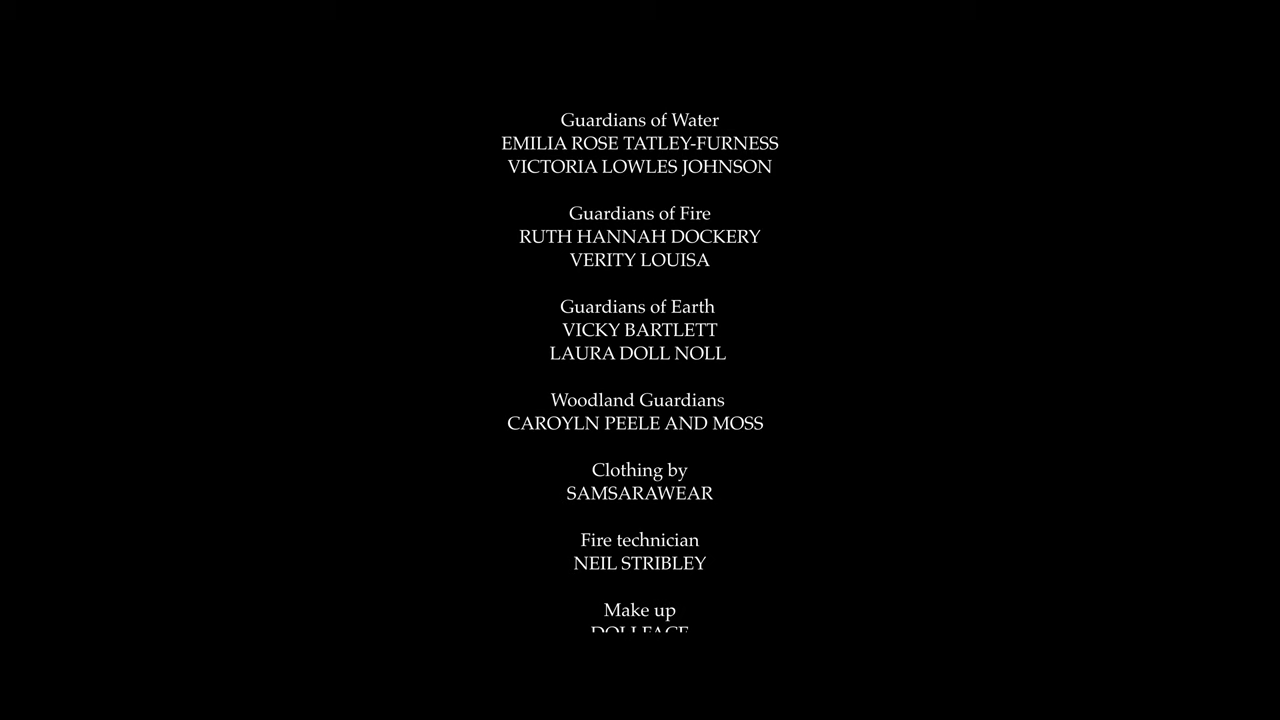 Guardians of Water
EMILIA ROSE TATLEY-FURNESS
VICTORIA LOWLES JOHNSON
Guardians of Fire
RUTH HANNAH DOCKERY
VERITY LOUISA
Guardians of Earth
VICKY BARTLETT
LAURA DOLL NOLL
Woodland Guardians
CAROYLN PEELE AND MOSS
Clothing by
SAMSARAWEAR
Fire technician
NEIL STRIBLEY
Make up